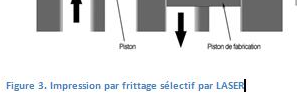 Piston Piston de fabrication
Figure 3. Impression par frittage sélectif par LASER